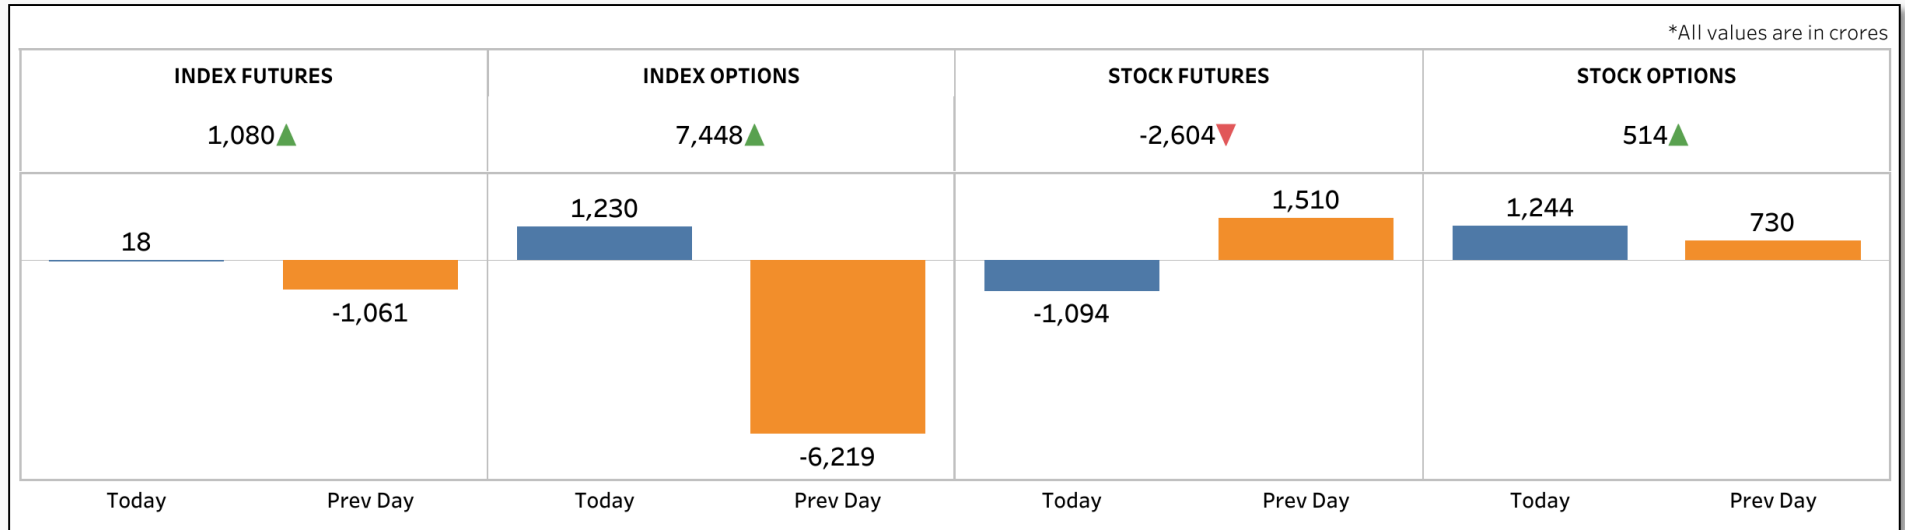 *All values are in crores
INDEX FUTURES
INDEX OPTIONS
STOCK FUTURES
STOCK OPTIONS
1,080▲
7,448▲
-2,604▼
514▲
18
-1,061
1,230
-6,219
-1,094
1,510
1,244
730
Today
Prev Day
Today
Prev Day
Today
Prev Day
Today
Prev Day